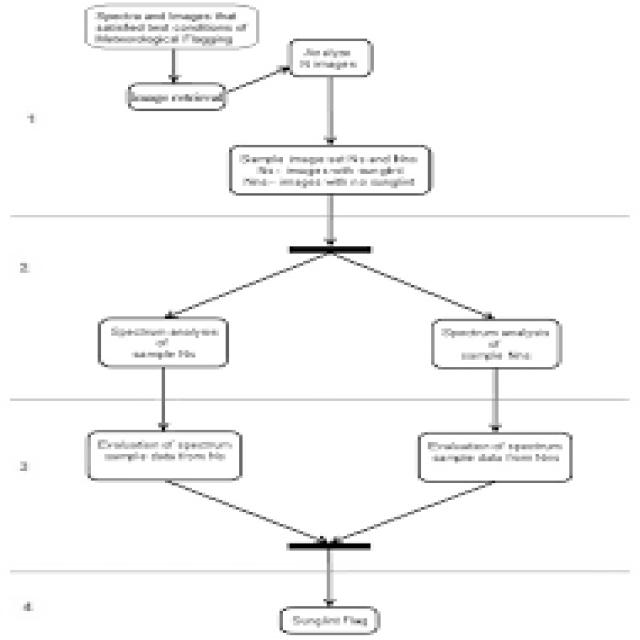 Spectra and Images that
satisfied test conditions of
Meteorological Flagging
Image retrieval
Analyse
N images
1
Sample image set Ns and Nns
Ns - images with sunglint
Nns - images with no sunglint
2
Spectrum analysis
of
sample Ns
Spectrum analysis
of
sample Nns
3
Evaluation of spectrum
sample data from Ns
Evaluation of spectrum
sample data from Nns
4
Sunglint Flag